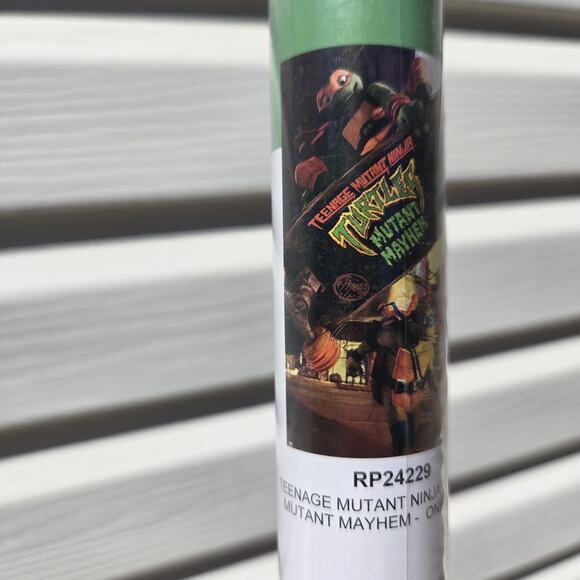 TEENAGE MUTANT NINJA
TURTLES
MUTANT
MAYHEM
RP24229
TEENAGE MUTANT NINJA
MUTANT MAYHEM -